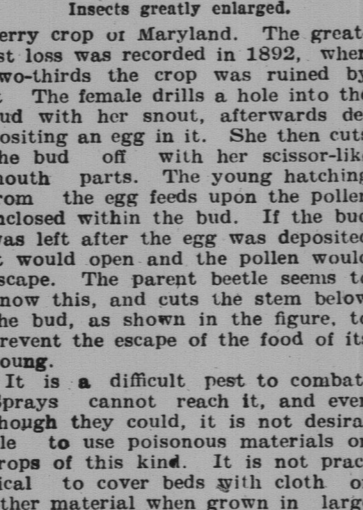 Insects greatly enlarged.
erry crop of Maryland. The great-
st loss was recorded in 1892, when
wo-thirds the crop was ruined by
t. The female drills a hole into the
ud with her snout, afterwards de-
ositing an egg in it. She then cuts
he bud off with her scissor-like
mouth parts. The young hatching
rom the egg feeds upon the pollen
nclosed within the bud. If the bud
was left after the egg was deposited
t would open and the pollen would
scape. The parent beetle seems to
know this, and cuts the stem below
he bud, as shown in the figure, to
revent the escape of the food of its
oung.
It is a difficult pest to combat.
Sprays cannot reach it, and even
hough they could, it is not desira-
le to use poisonous materials on
rops of this kind. It is not prac-
ical to cover beds with cloth or
ther material when grown in larg